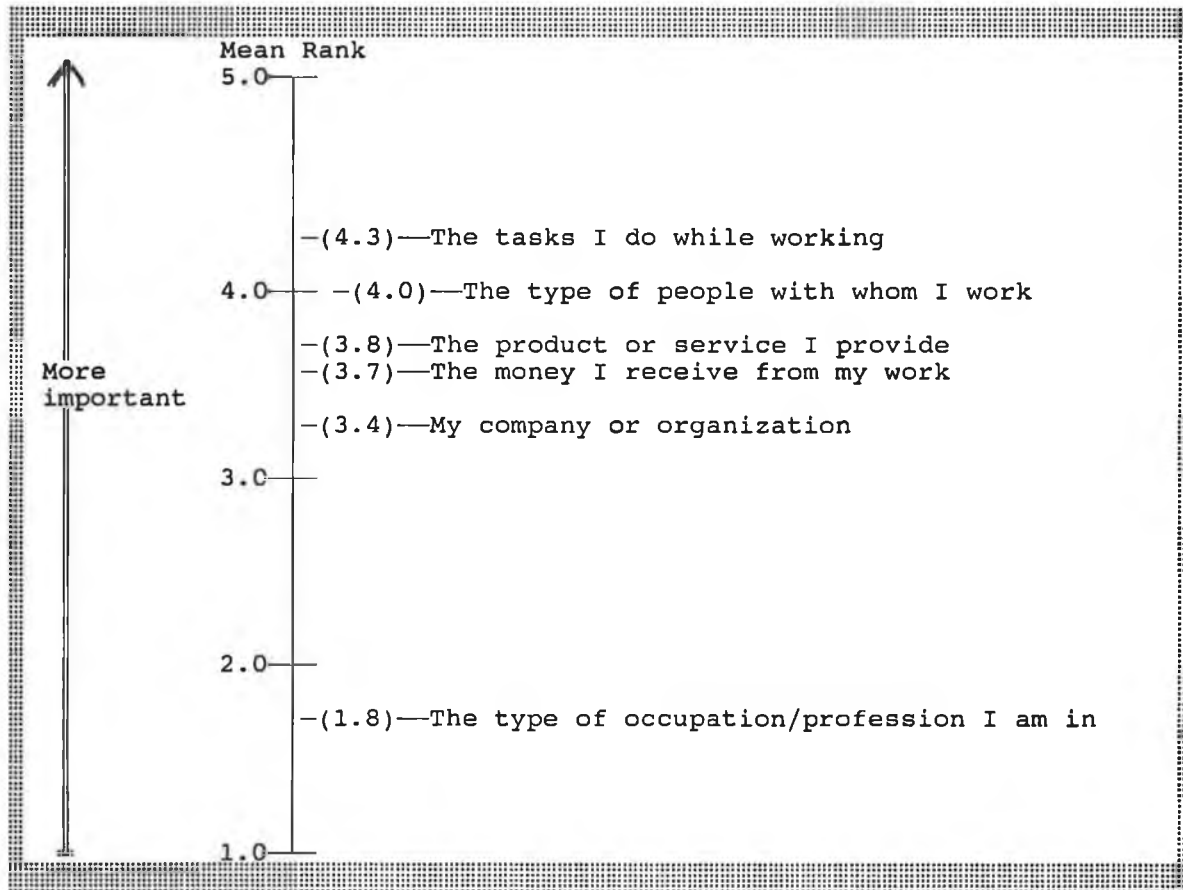 Mean Rank
5.0
-(4.3)—The tasks I do while working
4.0 -(4.0)—The type of people with whom I work
-(3.8)—The product or service I provide
More
-(3.7)—The money I receive from my work
important
-(3.4)—My company or organization
3.0
2.0
-(1.8)—The type of occupation/profession I am in
1.0